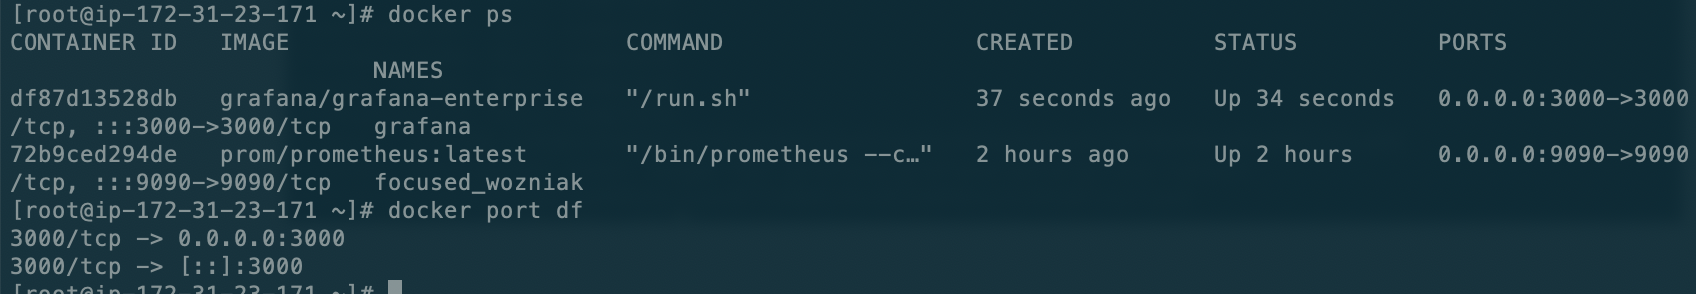 [root@ip-172-31-23-171 ~]# docker ps
CONTAINER ID   IMAGE                        COMMAND                  CREATED          STATUS          PORTS
                          NAMES
df87d13528db   grafana/grafana-enterprise   "/run.sh"                37 seconds ago   Up 34 seconds   0.0.0.0:3000->3000
/tcp, :::3000->3000/tcp   grafana
72b9ced294de   prom/prometheus:latest       "/bin/prometheus --c…"   2 hours ago      Up 2 hours      0.0.0.0:9090->9090
/tcp, :::9090->9090/tcp   focused_wozniak
[root@ip-172-31-23-171 ~]# docker port df
3000/tcp -> 0.0.0.0:3000
3000/tcp -> [::]:3000
[root@ip-172-31-23-171 ~]#